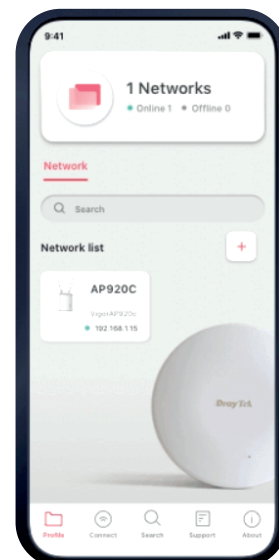 9:41
1 Networks
Online 1 Offline 0
Network
Search
Network list
+
AP920C
VigorAP920c
192.168.1.15
DrayTek
Profile Connect Search Support About